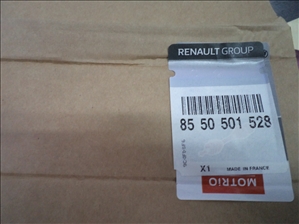 RENAULT GROUP
85 50 501 528
MADE IN FRANCE
X1
MOTRIO